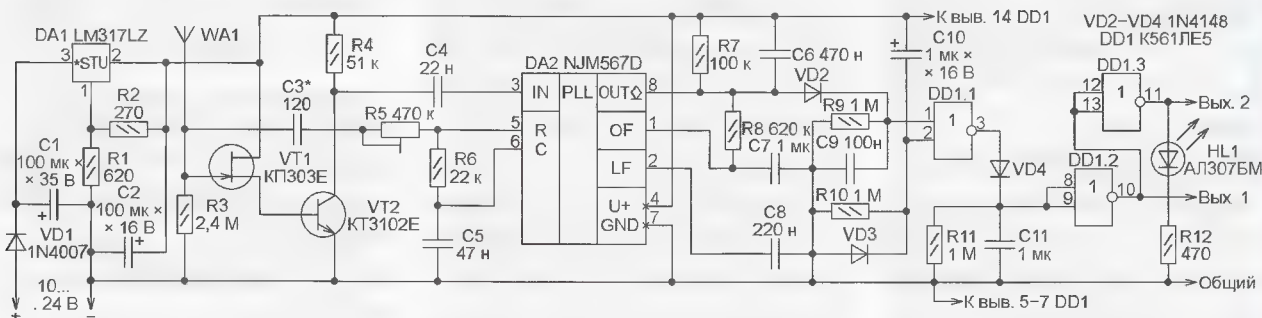 DA1 LM317LZ
3
*STU
2
1
R2
270
C1
100 мк ×
× 35 В
R1
620
C2
100 мк ×
× 16 В
VD1
1N4007
10...
24 В
WA1
C3*
120
VT1
КП303Е
R3
2,4 М
R4
51 к
C4
22 н
R5 470 к
R6
22 к
VT2
КТ3102Е
C5
47 н
DA2 NJM567D
3
IN
PLL
OUTΩ
8
5
R
OF
1
6
C
LF
2
U+
4
GND
7
R7
100 к
C6 470 н
VD2
R8 620 к
C7 1 мк
R9 1 М
C9 100н
R10 1 М
C8
220 н
VD3
К выв. 14 DD1
C10
1 мк ×
× 16 В
DD1.1
1
2
1
3
VD4
R11
1 М
C11
1 мк
К выв. 5–7 DD1
VD2–VD4 1N4148
DD1 К561ЛЕ5
DD1.3
12
13
1
11
Вых. 2
DD1.2
8
9
1
10
HL1
АЛ307БМ
Вых. 1
R12
470
Общий